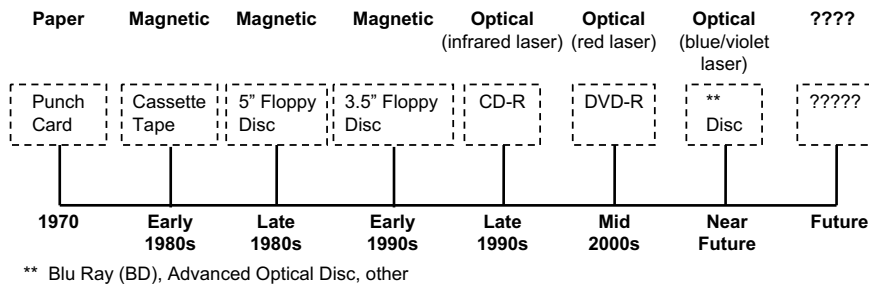 Paper Magnetic Magnetic Magnetic Optical Optical Optical ????
(infrared laser) (red laser) (blue/violet
laser)
Punch Cassette 5” Floppy 3.5” Floppy CD-R DVD-R ** ?????
Card Tape Disc Disc Disc
1970 Early Late Early Late Mid Near Future
1980s 1980s 1990s 1990s 2000s Future
** Blu Ray (BD), Advanced Optical Disc, other